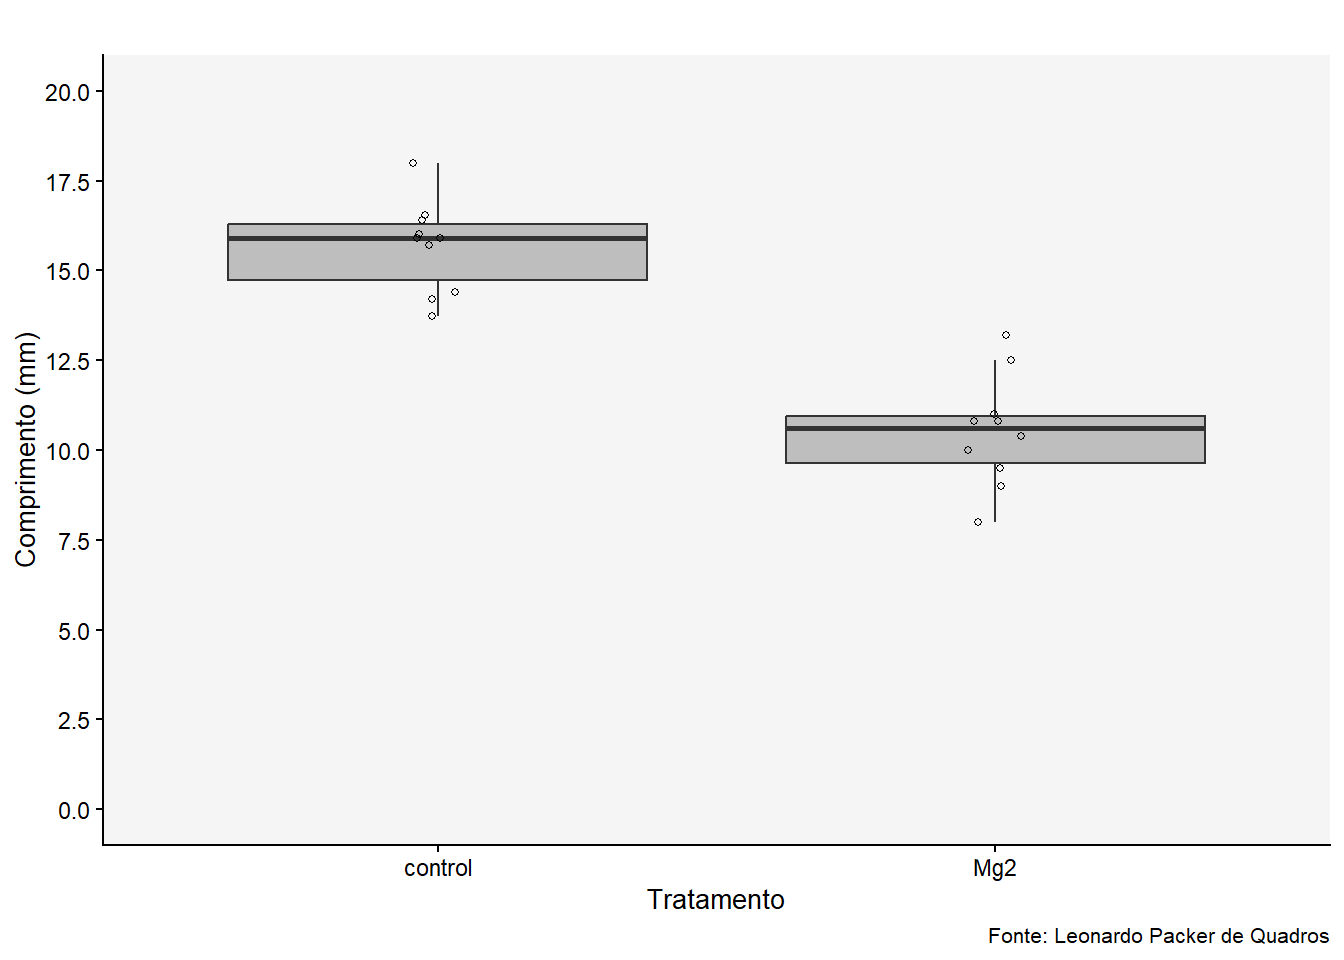 20.0
17.5
15.0
12.5
10.0
7.5
5.0
2.5
0.0
Comprimento (mm)
control
Mg2
Tratamento
Fonte: Leonardo Packer de Quadros